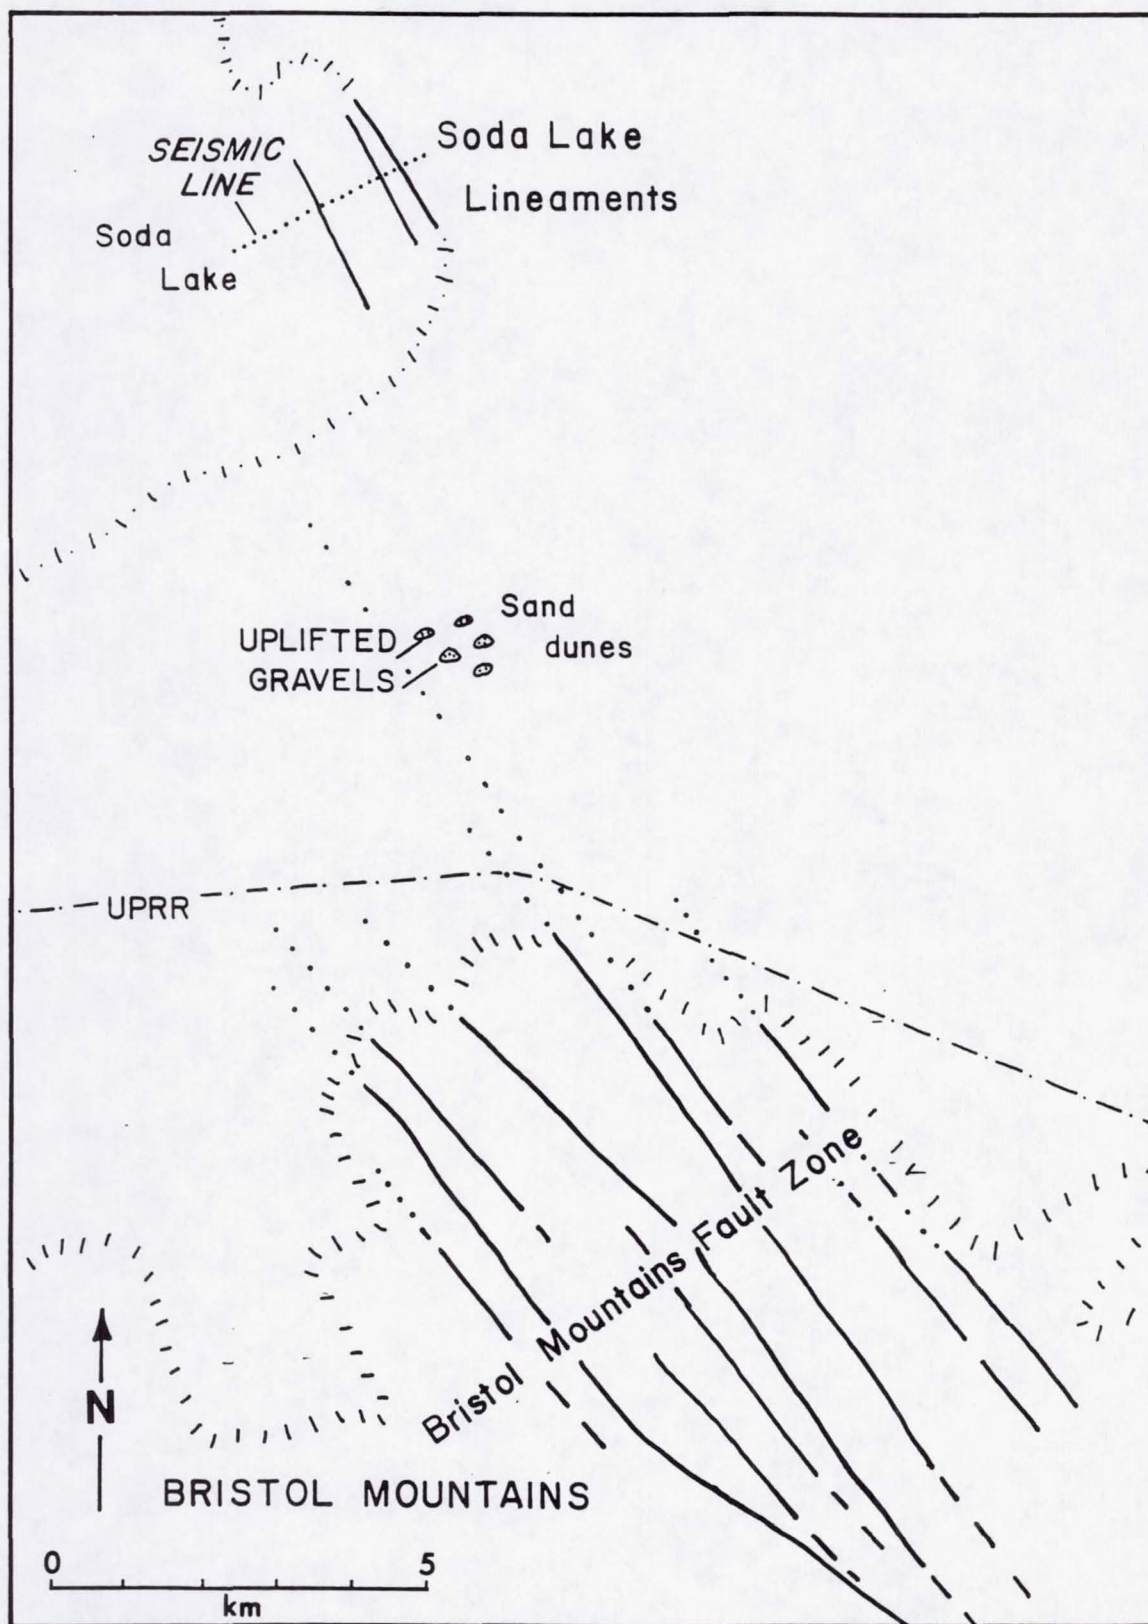 Soda Lake
Lineaments
SEISMIC
LINE
Soda
Lake
Sand
dunes
UPLIFTED
GRAVELS
UPRR
Bristol Mountains Fault Zone
N
BRISTOL MOUNTAINS
0 5
km